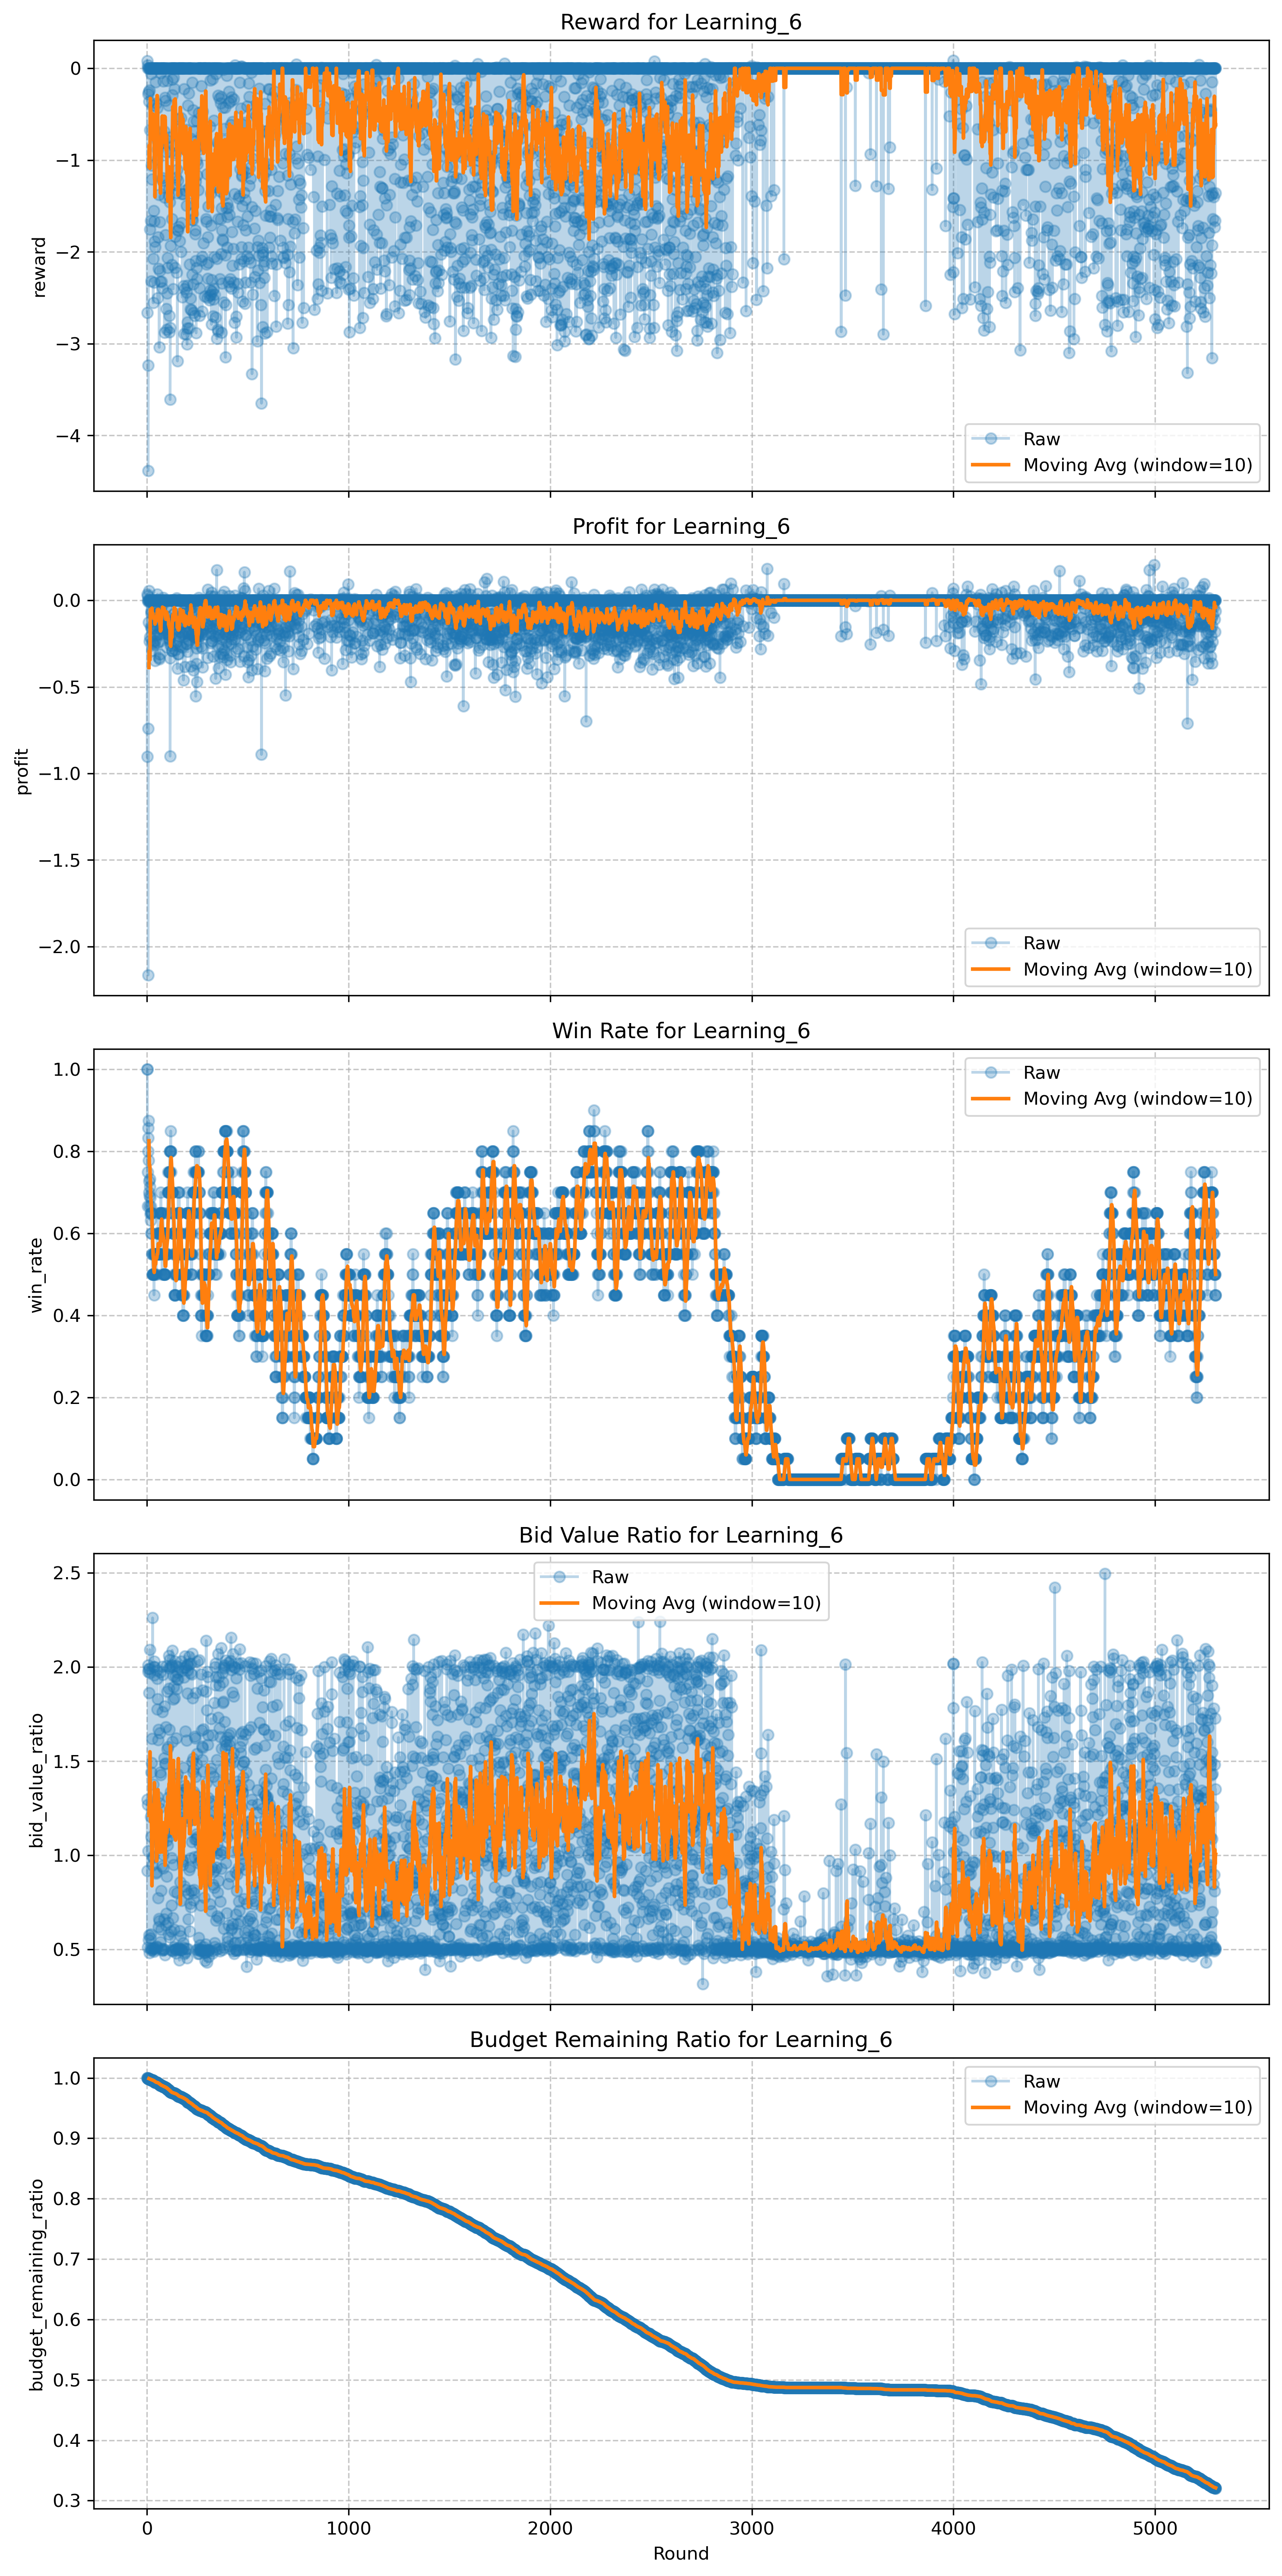 Reward for Learning_6
0
−1
−2
−3
−4
reward
Raw
Moving Avg (window=10)
Profit for Learning_6
0.0
−0.5
−1.0
−1.5
−2.0
profit
Raw
Moving Avg (window=10)
Win Rate for Learning_6
1.0
0.8
0.6
0.4
0.2
0.0
win_rate
Raw
Moving Avg (window=10)
Bid Value Ratio for Learning_6
2.5
2.0
1.5
1.0
0.5
bid_value_ratio
Raw
Moving Avg (window=10)
Budget Remaining Ratio for Learning_6
1.0
0.9
0.8
0.7
0.6
0.5
0.4
0.3
budget_remaining_ratio
Raw
Moving Avg (window=10)
0 1000 2000 3000 4000 5000
Round